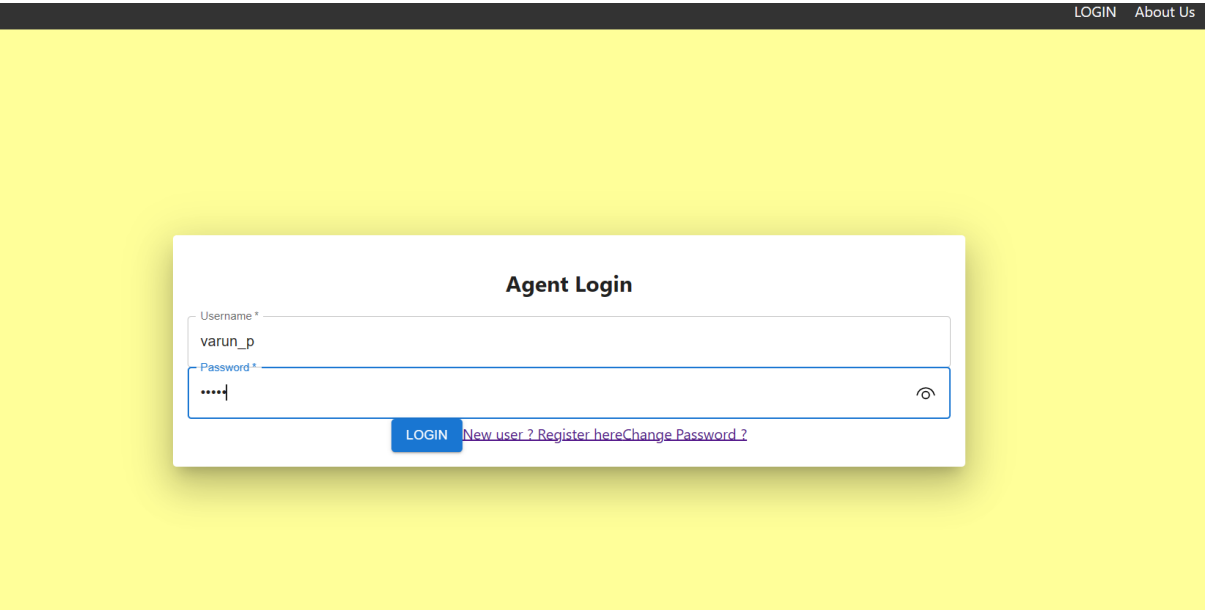 LOGIN About Us
Agent Login
Username *
varun_p
Password *
•••••
LOGIN New user ? Register hereChange Password ?